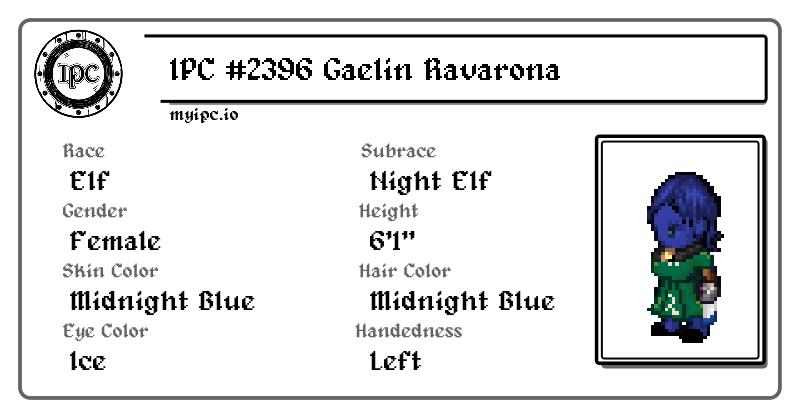 IPC
IPC #2396 Gaelin Ravarona
myipc.io
Race
Elf
Subrace
Night Elf
Gender
Female
Height
6'1"
Skin Color
Midnight Blue
Hair Color
Midnight Blue
Eye Color
Ice
Handedness
Left